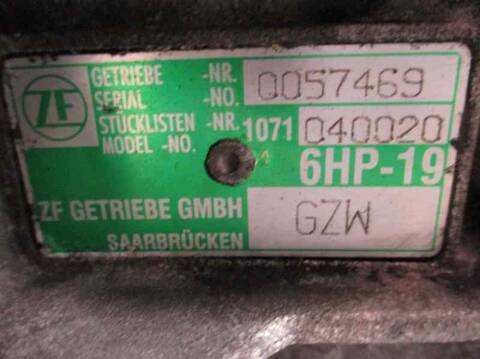 ZF
GETRIEBE -NR. 0057469
SERIAL -NO.
STÜCKLISTEN -NR. 1071 040020
MODEL -NO.
6HP-19
ZF GETRIEBE GMBH GZW
SAARBRÜCKEN